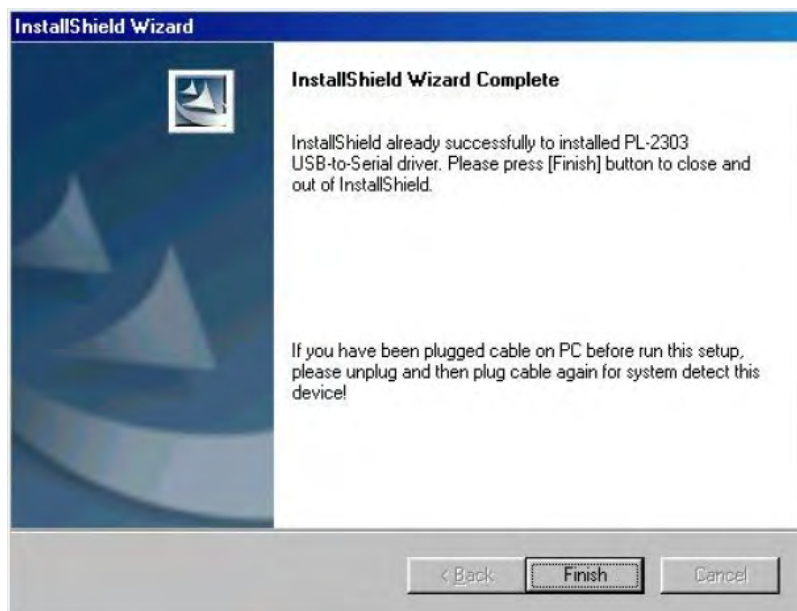 InstallShield Wizard
InstallShield Wizard Complete
InstallShield already successfully to installed PL-2303
USB-to-Serial driver. Please press [Finish] button to close and
out of InstallShield.
If you have been plugged cable on PC before run this setup,
please unplug and then plug cable again for system detect this
device!
< Back
Finish
Cancel